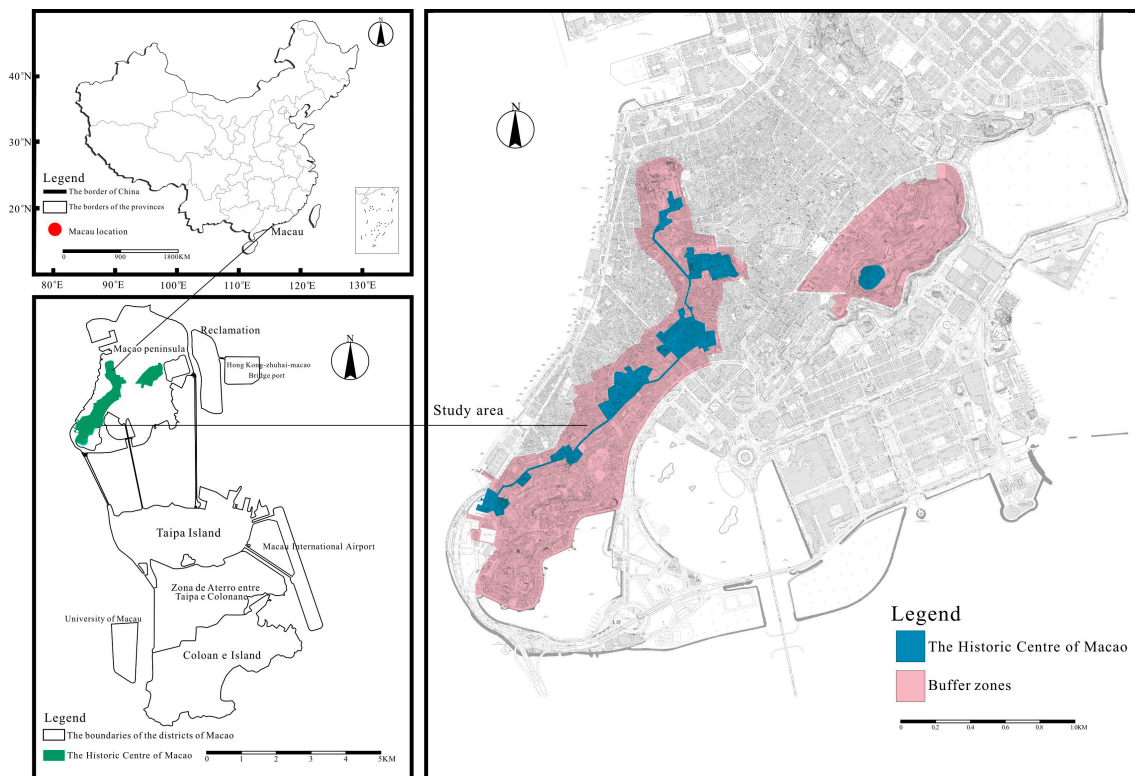 N
40°N
30°N
20°N
Legend
The border of China
The borders of the provinces
Macau location
0 900 1800KM
Macau
80°E 90°E 100°E 110°E 120°E 130°E
N
Reclamation
Macao peninsula
Hong Kong-zhuhai-macao
Bridge port
Study area
Taipa Island
Macau International Airport
Zona de Aterro entre
Taipa e Colonane
University of Macau
Coloan e Island
Legend
The boundaries of the districts of Macao
The Historic Centre of Macao
0 1 2 3 4 5KM
N
Legend
The Historic Centre of Macao
Buffer zones
0 0.2 0.4 0.6 0.8 1.0KM